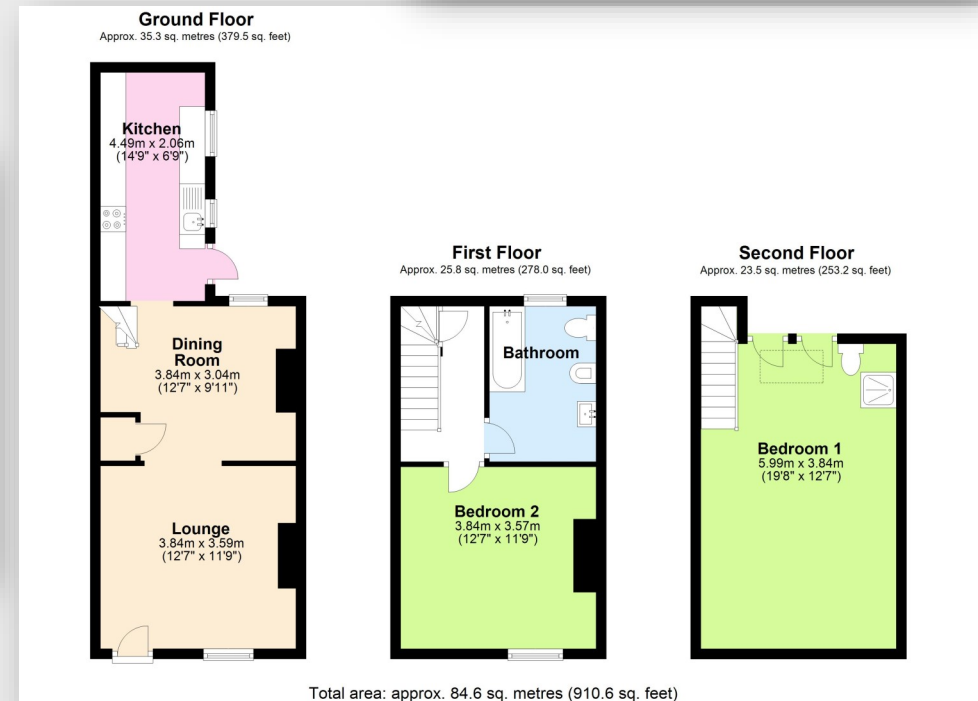 Ground Floor
Approx. 35.3 sq. metres (379.5 sq. feet)
Kitchen
4.49m x 2.06m
(14'9" x 6'9")
Dining
Room
3.84m x 3.04m
(12'7" x 9'11")
Lounge
3.84m x 3.59m
(12'7" x 11'9")
First Floor
Approx. 25.8 sq. metres (278.0 sq. feet)
Bathroom
Bedroom 2
3.84m x 3.57m
(12'7" x 11'9")
Second Floor
Approx. 23.5 sq. metres (253.2 sq. feet)
Bedroom 1
5.99m x 3.84m
(19'8" x 12'7")
Total area: approx. 84.6 sq. metres (910.6 sq. feet)